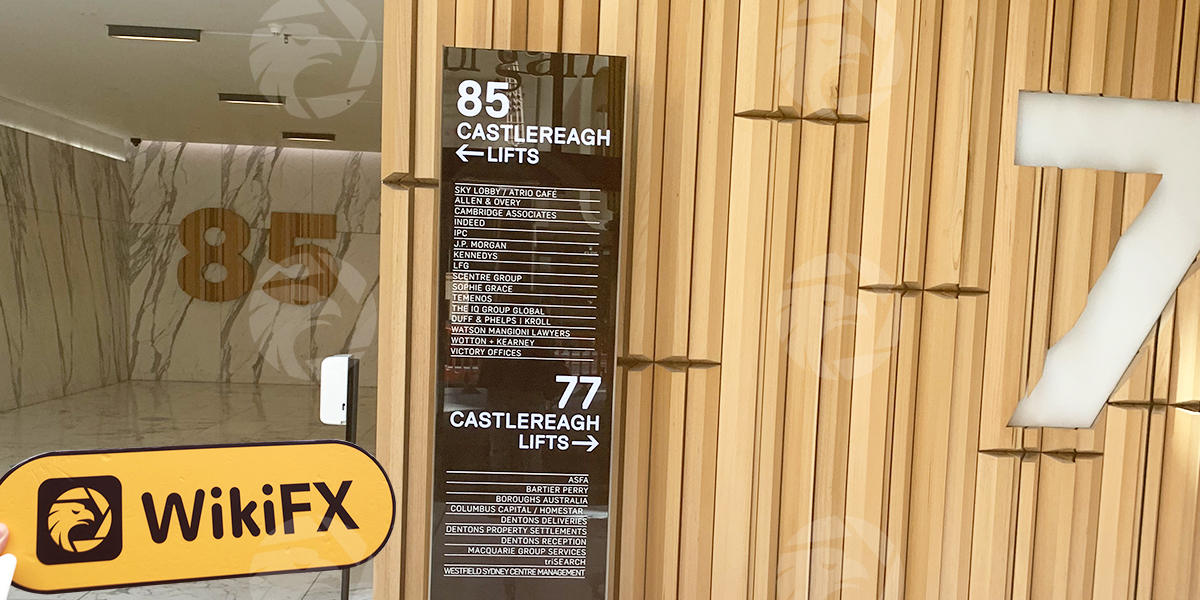 85
CASTLEREAGH
← LIFTS
SKY LOBBY / ATRIO CAFE
ALLEN & OVERY
CAMBRIDGE ASSOCIATES
INDEED
IPC
J.P. MORGAN
KENNEDYS
LFG
SCENTRE GROUP
SOPHIE GRACE
TEMENOS
THE IQ GROUP GLOBAL
DUFF & PHELPS | KROLL
WATSON MANGIONI LAWYERS
WOTTON + KEARNEY
VICTORY OFFICES
77
CASTLEREAGH
LIFTS →
ASFA
BARTIER PERRY
BOROUGHS AUSTRALIA
COLUMBUS CAPITAL / HOMESTAR
DENTONS DELIVERIES
DENTONS PROPERTY SETTLEMENTS
DENTONS RECEPTION
MACQUARIE GROUP SERVICES
triSEARCH
WESTFIELD SYDNEY CENTRE MANAGEMENT
85
7
WikiFX